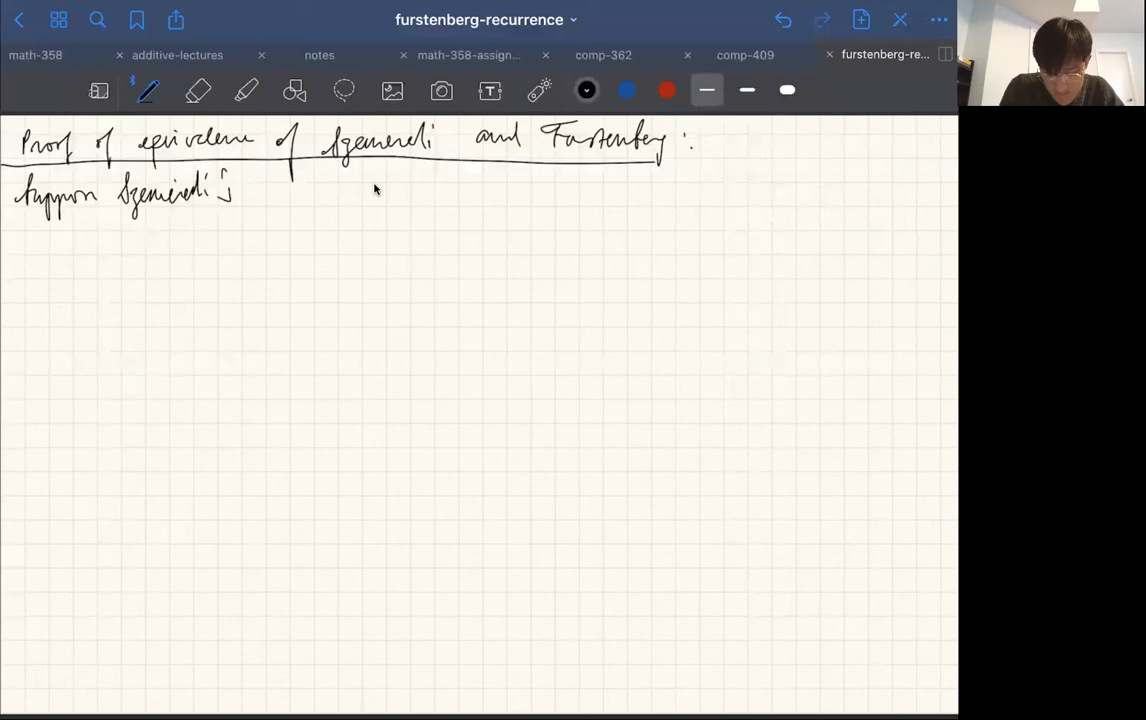 furstenberg-recurrence
math-358
additive-lectures
notes
math-358-assign...
comp-362
comp-409
furstenberg-re...
Proof of equivalence of Szemerédi and Furstenberg :
Suppose Szemerédi's